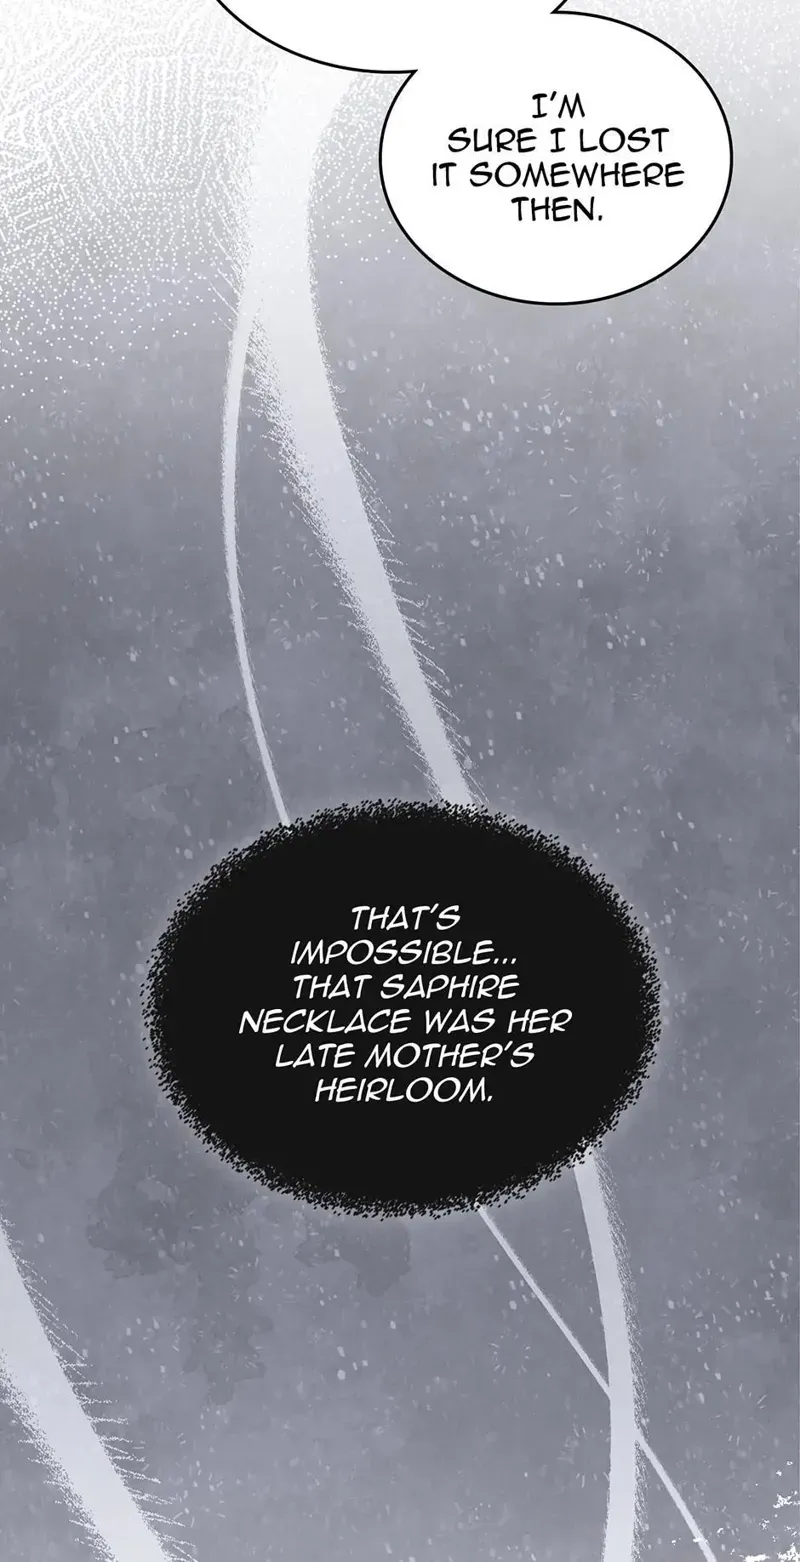 I'M
SURE I LOST
IT SOMEWHERE
THEN.
THAT'S
IMPOSSIBLE...
THAT SAPHIRE
NECKLACE WAS HER
LATE MOTHER'S
HEIRLOOM.